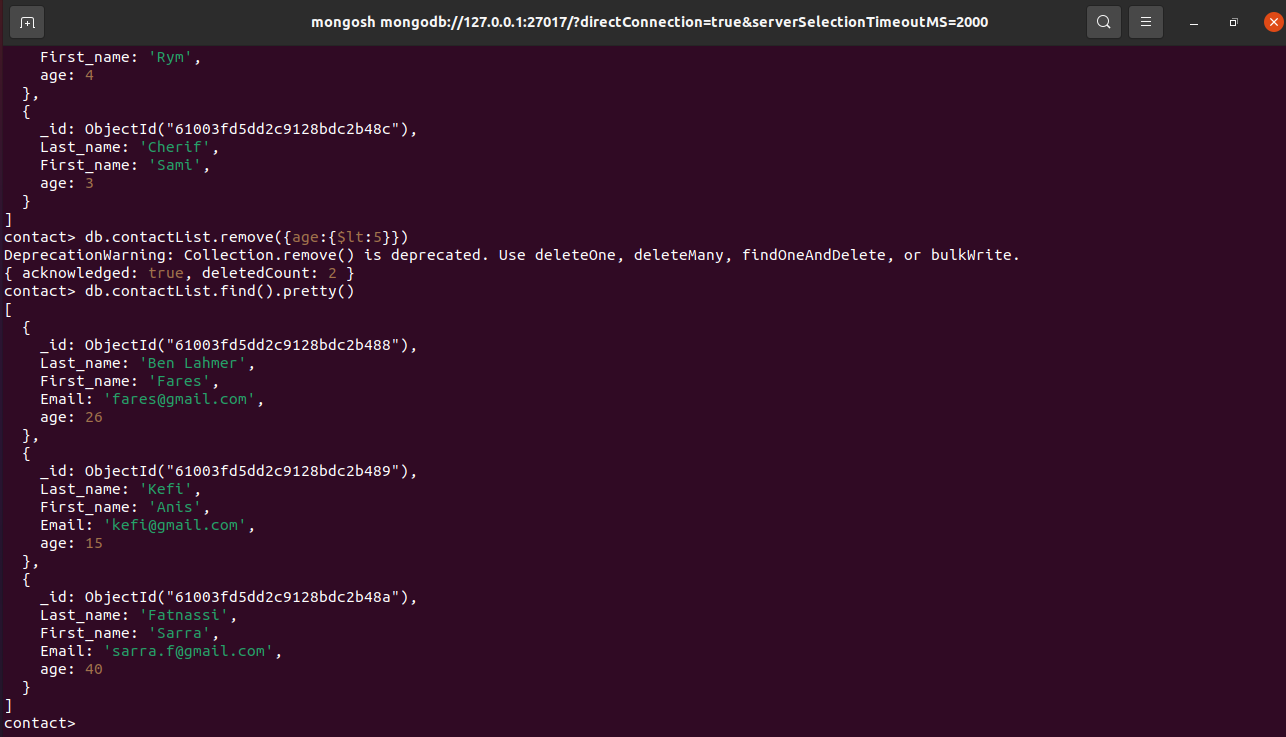 mongosh mongodb://127.0.0.1:27017/?directConnection=true&serverSelectionTimeoutMS=2000
    First_name: 'Rym',
    age: 4
  },
  {
    _id: ObjectId("61003fd5dd2c9128bdc2b48c"),
    Last_name: 'Cherif',
    First_name: 'Sami',
    age: 3
  }
]
contact> db.contactList.remove({age:{$lt:5}})
DeprecationWarning: Collection.remove() is deprecated. Use deleteOne, deleteMany, findOneAndDelete, or bulkWrite.
{ acknowledged: true, deletedCount: 2 }
contact> db.contactList.find().pretty()
[
  {
    _id: ObjectId("61003fd5dd2c9128bdc2b488"),
    Last_name: 'Ben Lahmer',
    First_name: 'Fares',
    Email: 'fares@gmail.com',
    age: 26
  },
  {
    _id: ObjectId("61003fd5dd2c9128bdc2b489"),
    Last_name: 'Kefi',
    First_name: 'Anis',
    Email: 'kefi@gmail.com',
    age: 15
  },
  {
    _id: ObjectId("61003fd5dd2c9128bdc2b48a"),
    Last_name: 'Fatnassi',
    First_name: 'Sarra',
    Email: 'sarra.f@gmail.com',
    age: 40
  }
]
contact>